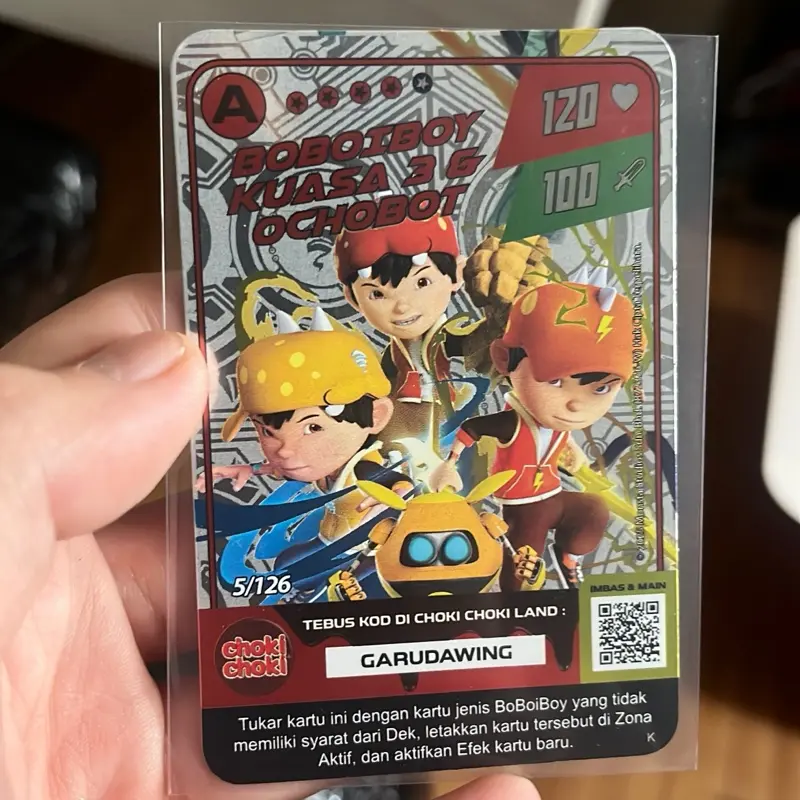 A
120
BOBOIBOY
KUASA 3 &
OCHOBOT
100
5/126
IMBAS & MAIN
TEBUS KOD DI CHOKI CHOKI LAND :
choki
choki
GARUDAWING
Tukar kartu ini dengan kartu jenis BoBoiBoy yang tidak
memiliki syarat dari Dek, letakkan kartu tersebut di Zona
Aktif, dan aktifkan Efek kartu baru.
K